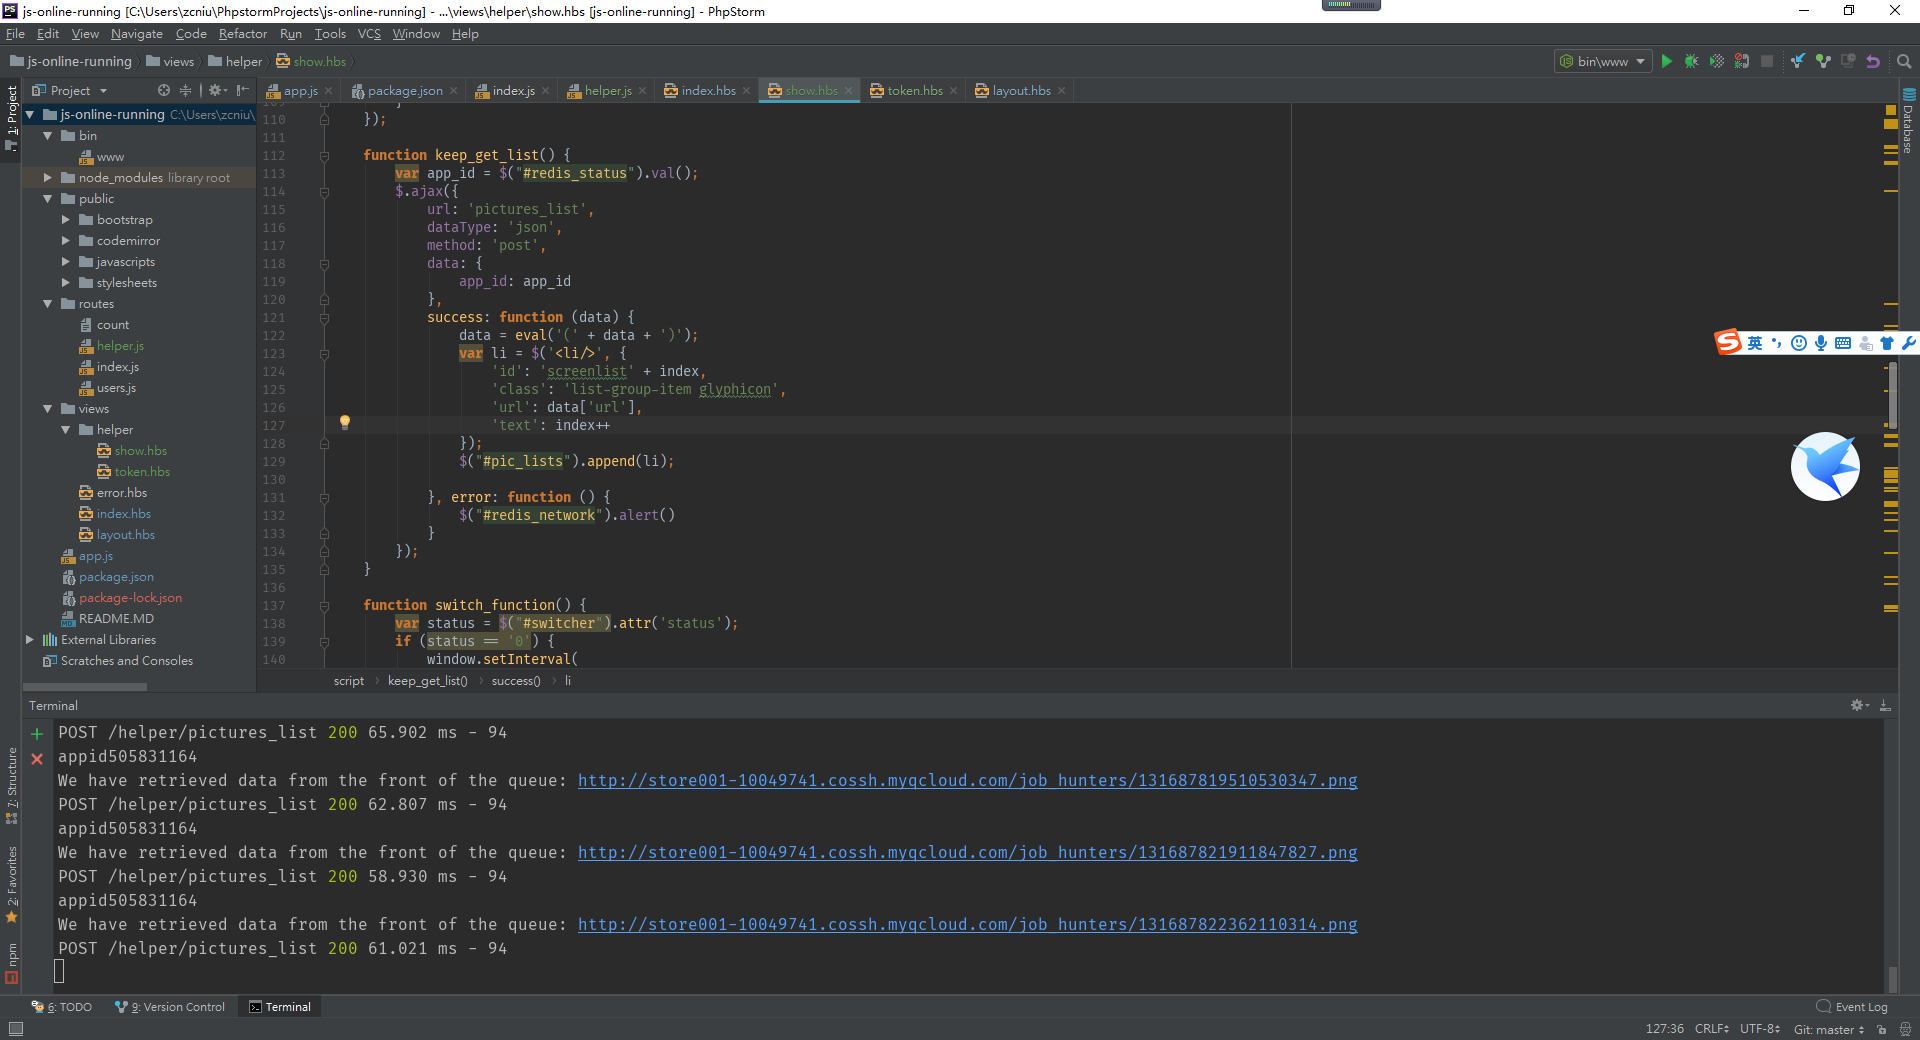 js-online-running [C:\Users\zcniu\PhpstormProjects\js-online-running] - ...\views\helper\show.hbs [js-online-running] - PhpStorm
File Edit View Navigate Code Refactor Run Tools VCS Window Help
js-online-running views helper show.hbs
bin\www
Project
app.js package.json index.js helper.js index.hbs show.hbs token.hbs layout.hbs
1: Project
Database
js-online-running C:\Users\zcniu\
bin
www
node_modules library root
public
bootstrap
codemirror
javascripts
stylesheets
routes
count
helper.js
index.js
users.js
views
helper
show.hbs
token.hbs
error.hbs
index.hbs
layout.hbs
app.js
package.json
package-lock.json
README.MD
External Libraries
Scratches and Consoles
109 }
110 });
111
112 function keep_get_list() {
113 var app_id = $("#redis_status").val();
114 $.ajax({
115 url: 'pictures_list',
116 dataType: 'json',
117 method: 'post',
118 data: {
119 app_id: app_id
120 },
121 success: function (data) {
122 data = eval('(' + data + ')');
123 var li = $('<li/>', {
124 'id': 'screenlist' + index,
125 'class': 'list-group-item glyphicon',
126 'url': data['url'],
127 'text': index++
128 });
129 $("#pic_lists").append(li);
130
131 }, error: function () {
132 $("#redis_network").alert()
133 }
134 });
135 }
136
137 function switch_function() {
138 var status = $("#switcher").attr('status');
139 if (status == '0') {
140 window.setInterval(
英
script keep_get_list() success() li
Terminal
POST /helper/pictures_list 200 65.902 ms - 94
appid505831164
We have retrieved data from the front of the queue: http://store001-10049741.cossh.myqcloud.com/job_hunters/131687819510530347.png
POST /helper/pictures_list 200 62.807 ms - 94
appid505831164
We have retrieved data from the front of the queue: http://store001-10049741.cossh.myqcloud.com/job_hunters/131687821911847827.png
POST /helper/pictures_list 200 58.930 ms - 94
appid505831164
We have retrieved data from the front of the queue: http://store001-10049741.cossh.myqcloud.com/job_hunters/131687822362110314.png
POST /helper/pictures_list 200 61.021 ms - 94
7: Structure
2: Favorites
npm
6: TODO 9: Version Control Terminal
Event Log
127:36 CRLF UTF-8 Git: master